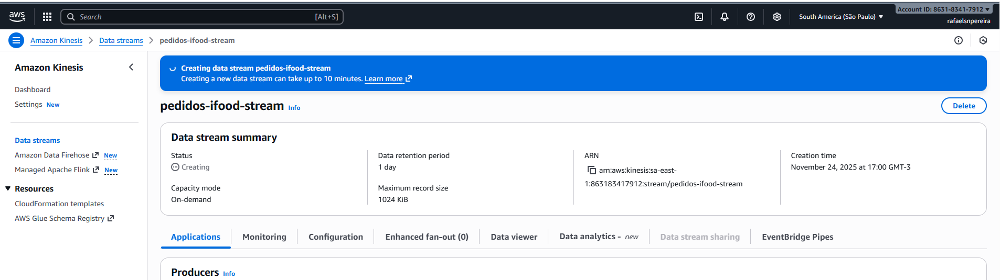 aws
Search
[Alt+S]
South America (São Paulo)
Account ID: 8631-8341-7912
rafaelsnpereira
Amazon Kinesis
Data streams
pedidos-ifood-stream
Amazon Kinesis
Dashboard
Settings New
Data streams
Amazon Data Firehose New
Managed Apache Flink New
Resources
CloudFormation templates
AWS Glue Schema Registry
Creating data stream pedidos-ifood-stream
Creating a new data stream can take up to 10 minutes. Learn more
pedidos-ifood-stream Info
Delete
Data stream summary
Status
Creating
Capacity mode
On-demand
Data retention period
1 day
Maximum record size
1024 KiB
ARN
arn:aws:kinesis:sa-east-
1:863183417912:stream/pedidos-ifood-stream
Creation time
November 24, 2025 at 17:00 GMT-3
Applications
Monitoring
Configuration
Enhanced fan-out (0)
Data viewer
Data analytics - new
Data stream sharing
EventBridge Pipes
Producers Info